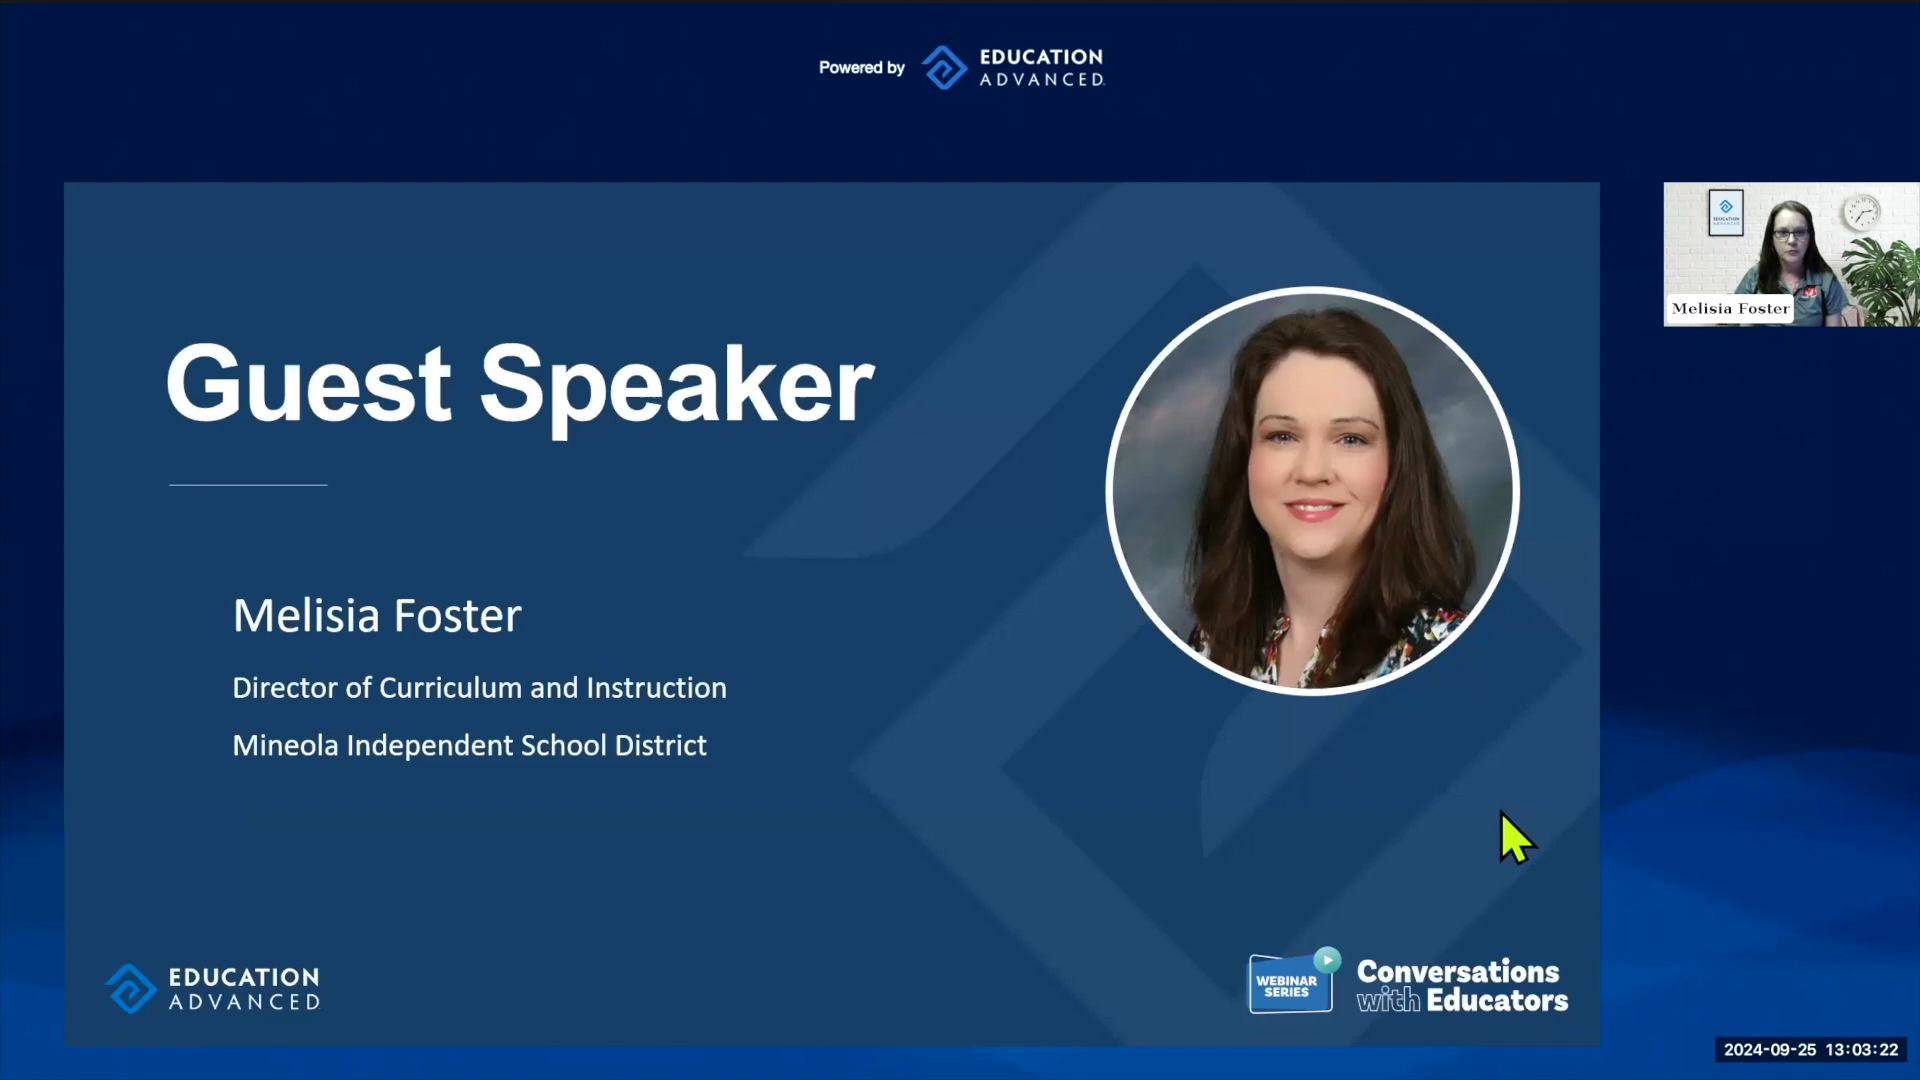 Powered by
EDUCATION
ADVANCED
Guest Speaker
Melisia Foster
Melisia Foster
Director of Curriculum and Instruction
Mineola Independent School District
EDUCATION
ADVANCED
WEBINAR
SERIES
Conversations
with Educators
2024-09-25 13:03:22